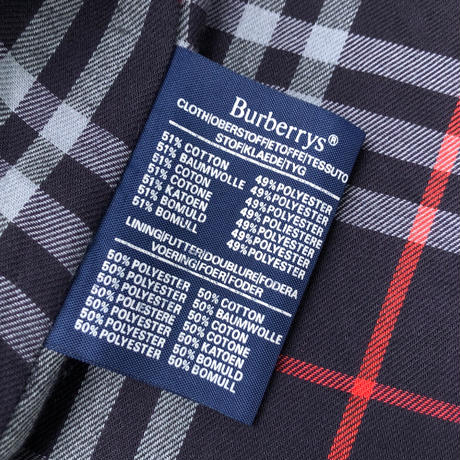 Burberrys®
CLOTH|OBERSTOFF|ETOFFE|TESSUTO
STOF|KLAEDE|TYG
51% COTTON 49% POLYESTER
51% BAUMWOLLE 49% POLYESTER
51% COTON 49% POLYESTER
51% COTONE 49% POLIESTERE
51% KATOEN 49% POLYESTER
51% BOMULD 49% POLYESTER
51% BOMULL 49% POLYESTER
LINING|FUTTER|DOUBLURE|FODERA
VOERING|FOER|FODER
50% POLYESTER 50% COTTON
50% POLYESTER 50% BAUMWOLLE
50% POLYESTER 50% COTON
50% POLIESTERE 50% COTONE
50% POLYESTER 50% KATOEN
50% POLYESTER 50% BOMULD
50% POLYESTER 50% BOMULL